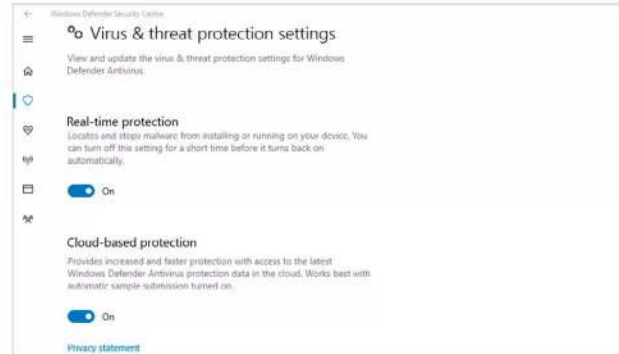 Windows Defender Security Centre
Virus & threat protection settings
View and update the virus & threat protection settings for Windows
Defender Antivirus.
Real-time protection
Locates and stops malware from installing or running on your device. You
can turn off this setting for a short time before it turns back on
automatically.
On
Cloud-based protection
Provides increased and faster protection with access to the latest
Windows Defender Antivirus protection data in the cloud. Works best with
automatic sample submission turned on.
On
Privacy statement